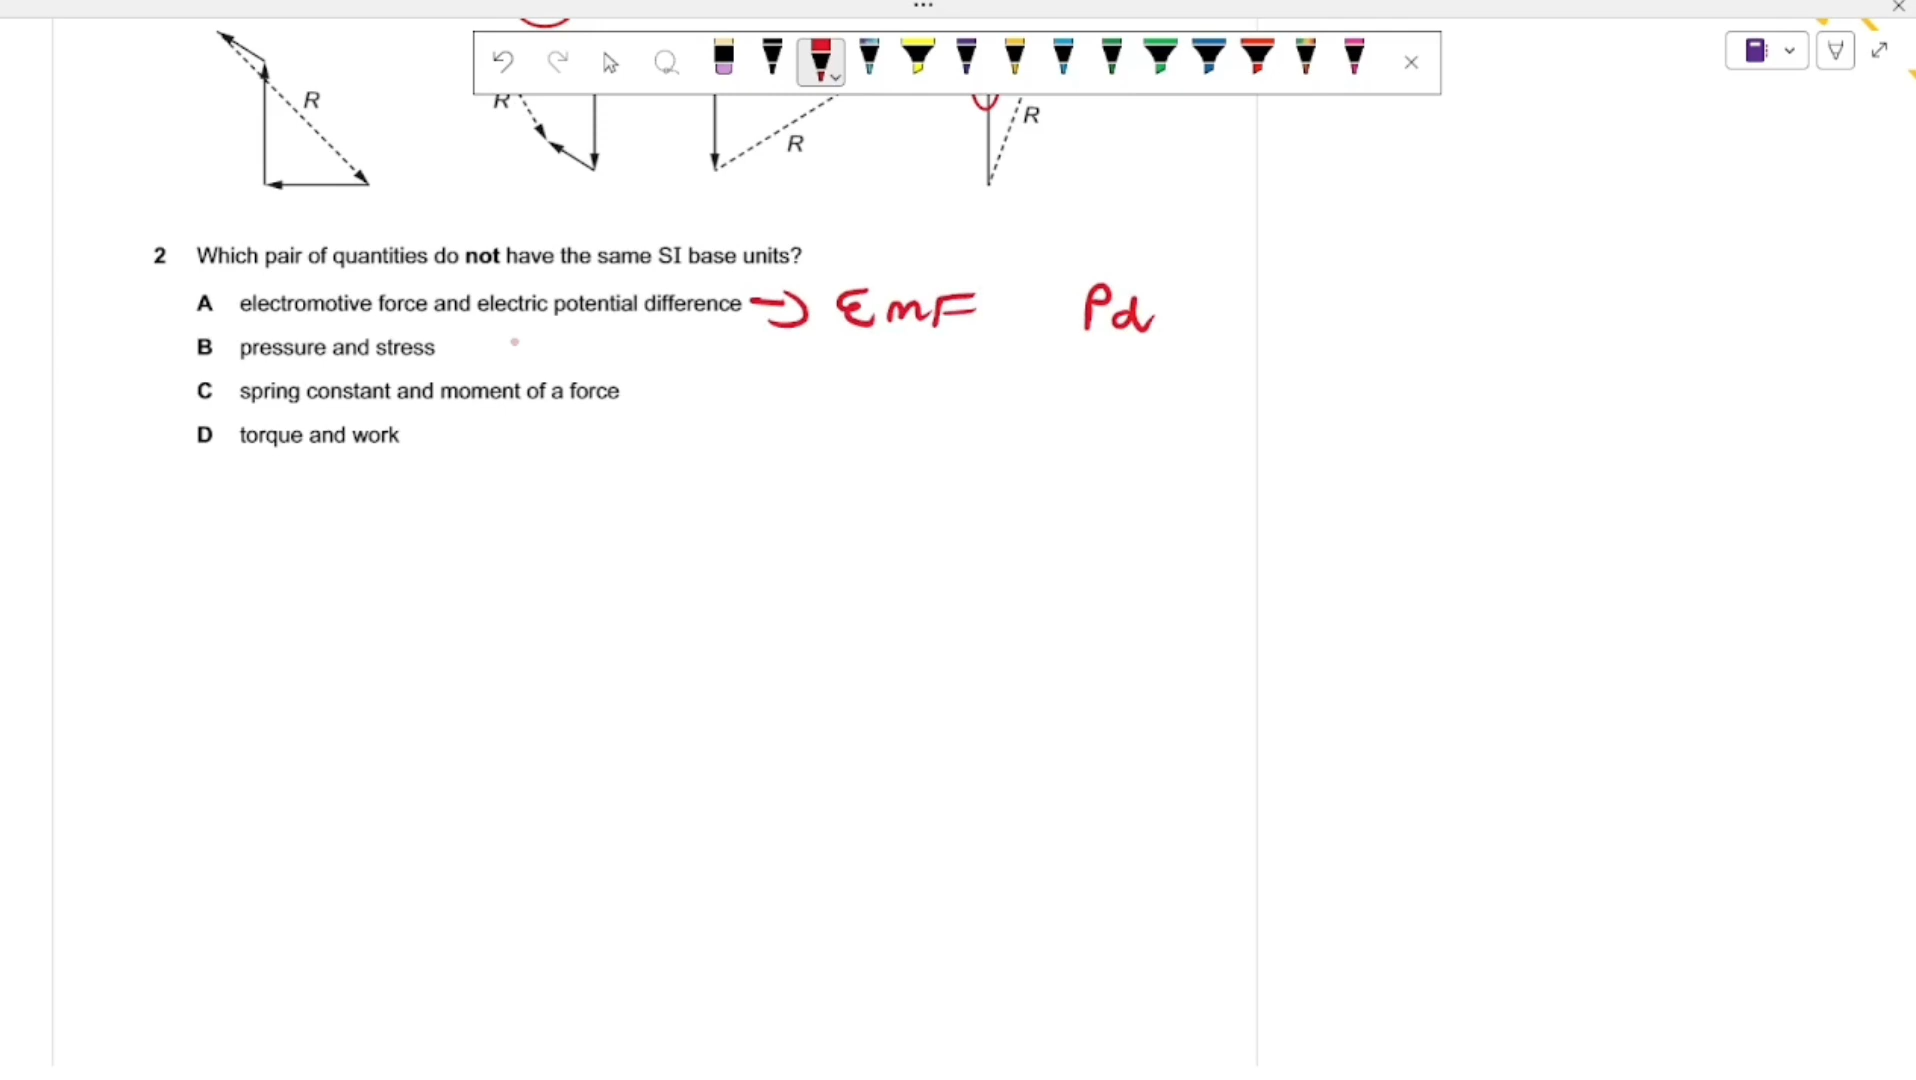 R
R
R
R
2 Which pair of quantities do not have the same SI base units?
A electromotive force and electric potential difference → EmF Pd
B pressure and stress
C spring constant and moment of a force
D torque and work